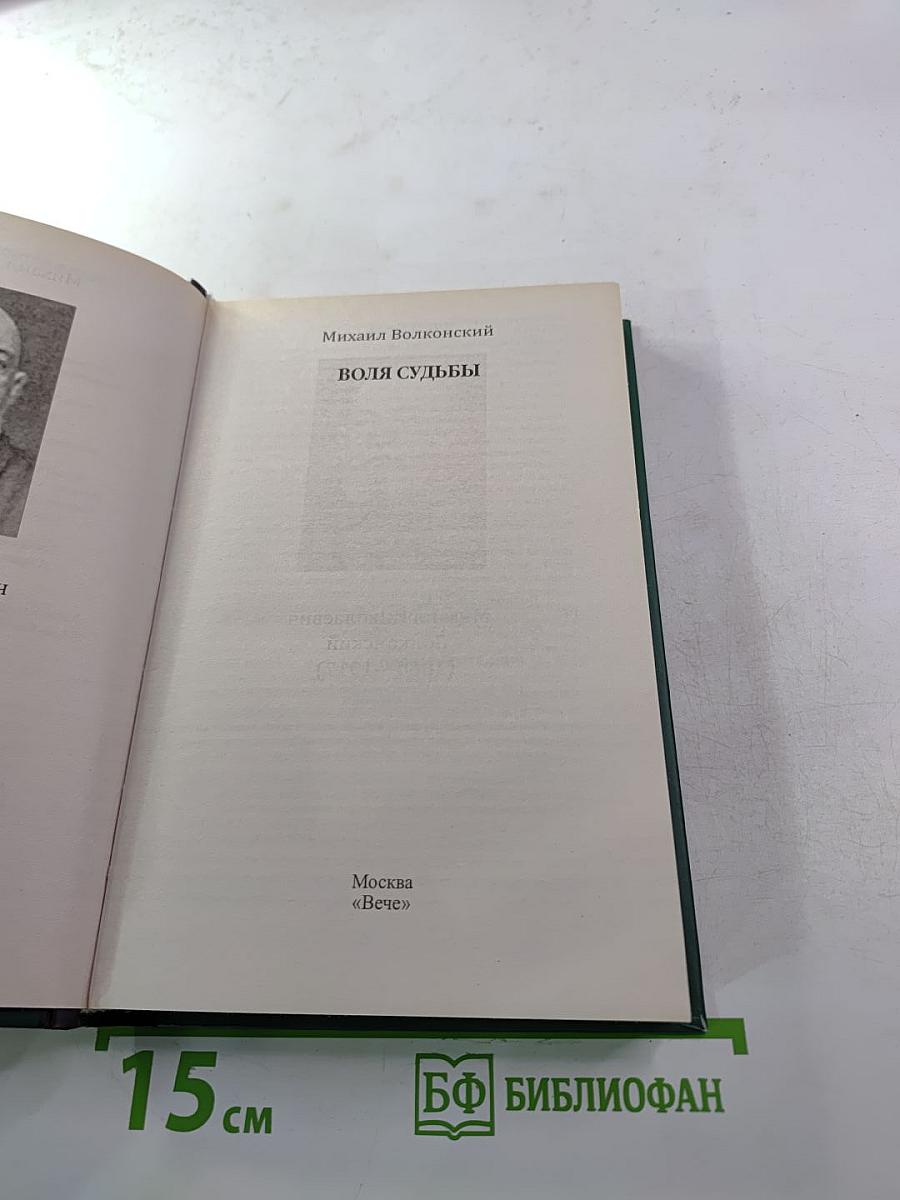 Михаил Волконский
ВОЛЯ СУДЬБЫ
Москва
«Вече»
15 см
БФ БИБЛИОФАН